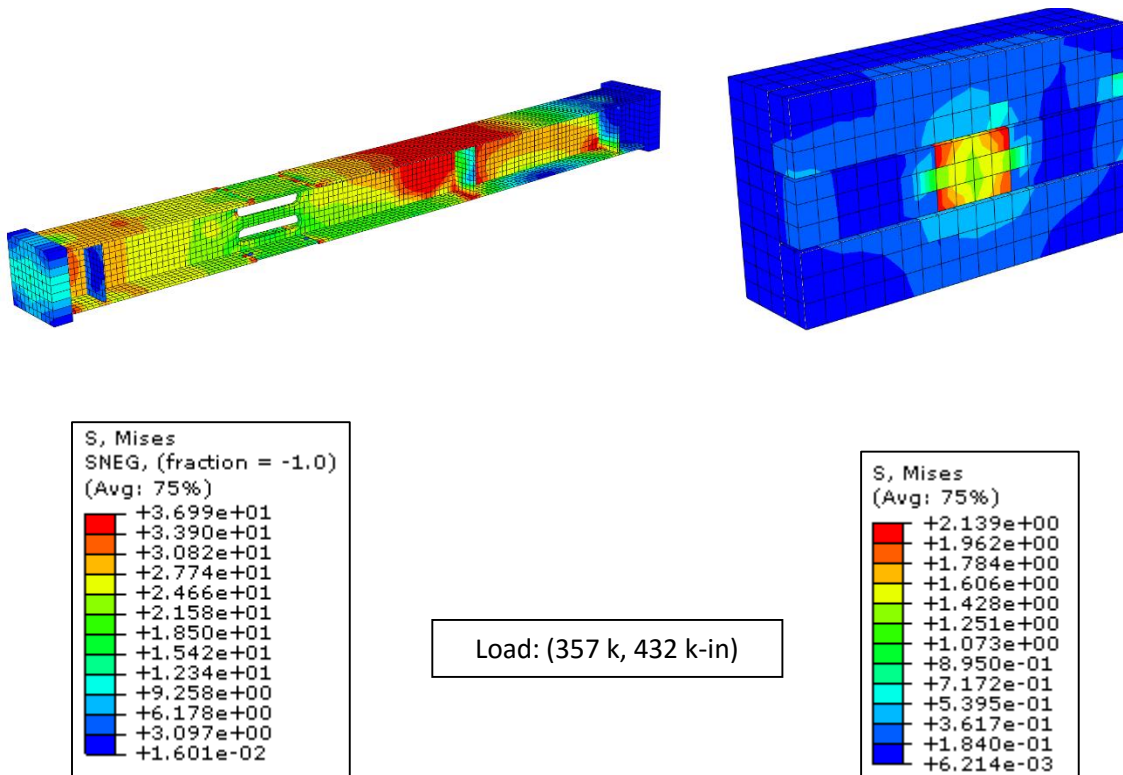 S, Mises
SNEG, (fraction = -1.0)
(Avg: 75%)
+3.699e+01
+3.390e+01
+3.082e+01
+2.774e+01
+2.466e+01
+2.158e+01
+1.850e+01
+1.542e+01
+1.234e+01
+9.258e+00
+6.178e+00
+3.097e+00
+1.601e-02
Load: (357 k, 432 k-in)
S, Mises
(Avg: 75%)
+2.139e+00
+1.962e+00
+1.784e+00
+1.606e+00
+1.428e+00
+1.251e+00
+1.073e+00
+8.950e-01
+7.172e-01
+5.395e-01
+3.617e-01
+1.840e-01
+6.214e-03